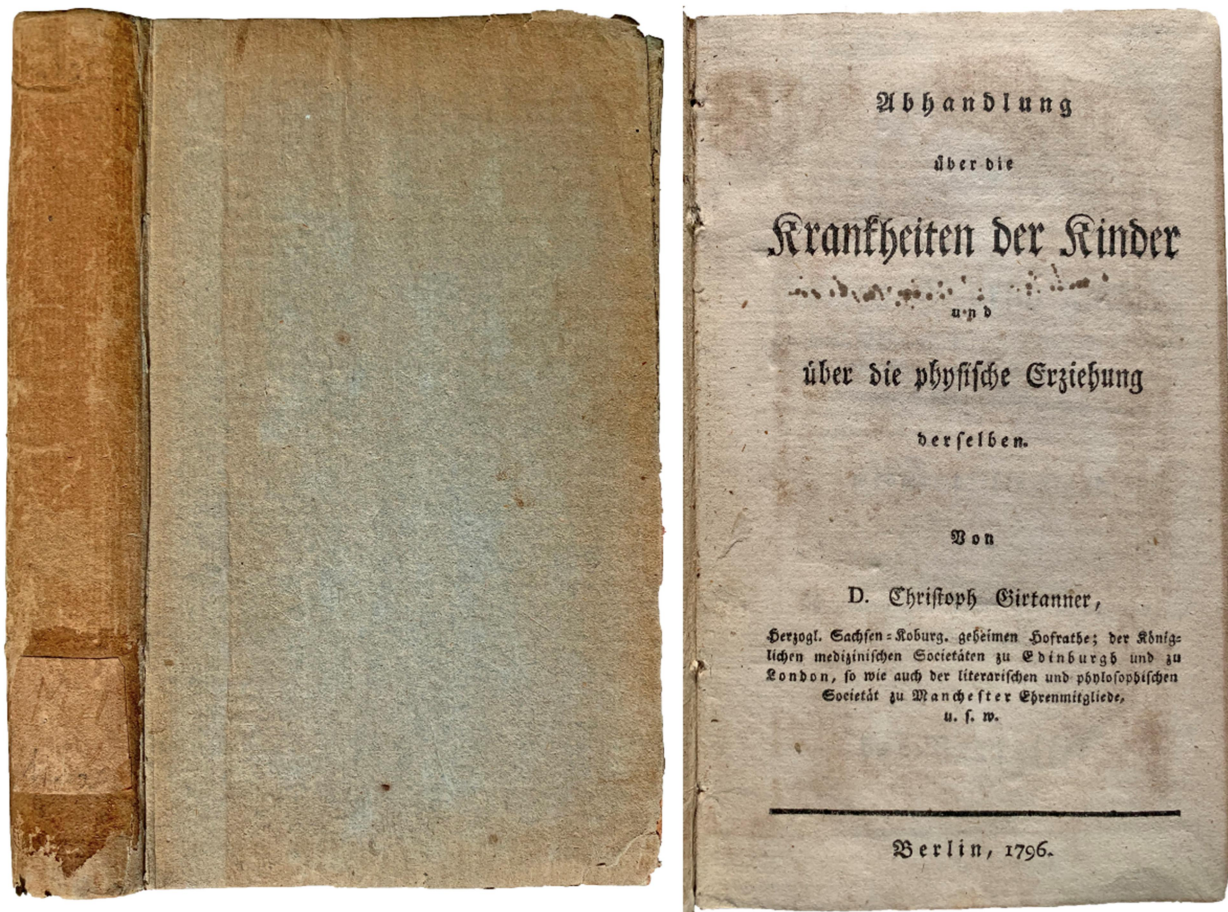 Abhandlung
über die
Krankheiten der Kinder
und
über die physische Erziehung
derselben.
Von
D. Christoph Girtanner,
Herzogl. Sachsen-Koburg. geheimen Hofrathe; der König-
lichen medizinischen Societäten zu Edinburgh und zu
London, so wie auch der literarischen und phylosophischen
Societät zu Manchester Ehrenmitgliede,
u. s. w.
Berlin, 1796.